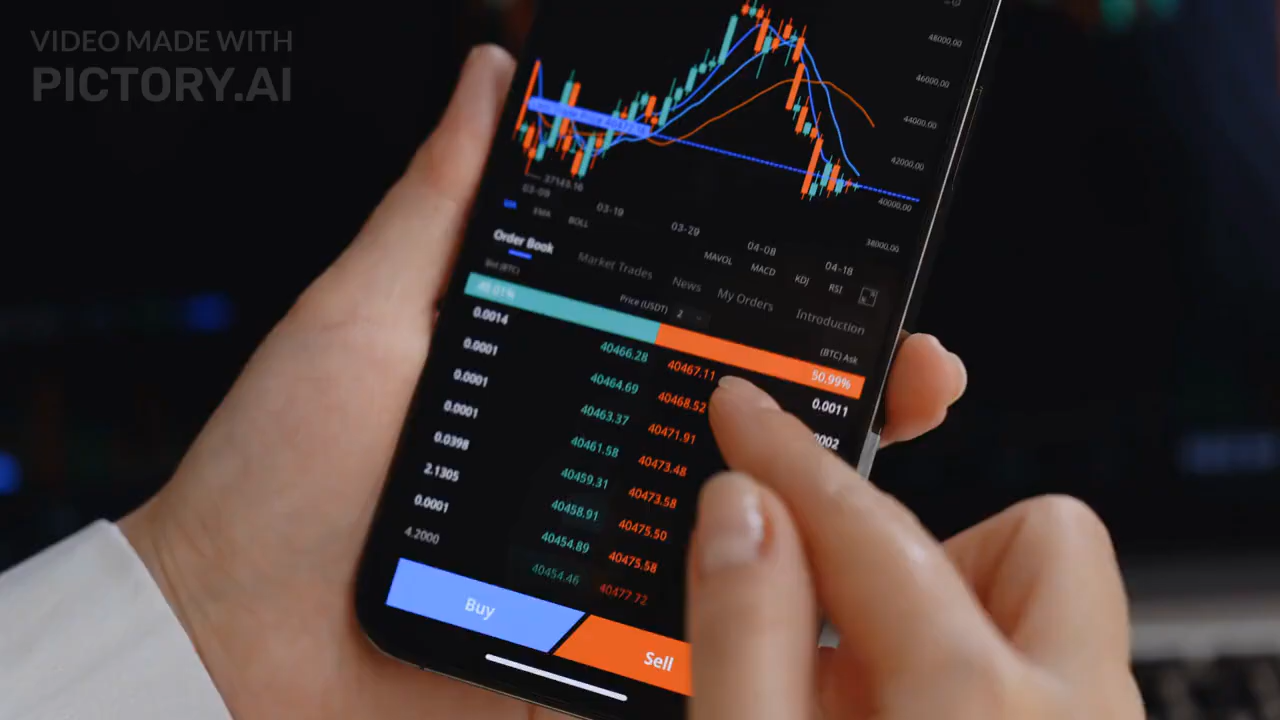 VIDEO MADE WITH
PICTORY.AI
48000.00
46000.00
44000.00
42000.00
40000.00
38000.00
37145.16
03-09
03-19
03-29
04-08
04-18
MA EMA BOLL MAVOL MACD KDJ RSI
Order Book Market Trades News My Orders Introduction
Bid (BTC) Price (USDT) 2 (BTC) Ask
50.99%
0.0014 40466.28 40467.11 0.0011
0.0001 40464.69 40468.52
0.0001 40463.37 40471.91
0.0001 40461.58 40473.48
0.0398 40459.31 40473.58
2.1305 40458.91 40475.50
0.0001 40454.89 40475.58
4.2000 40454.46 40477.72
Buy Sell